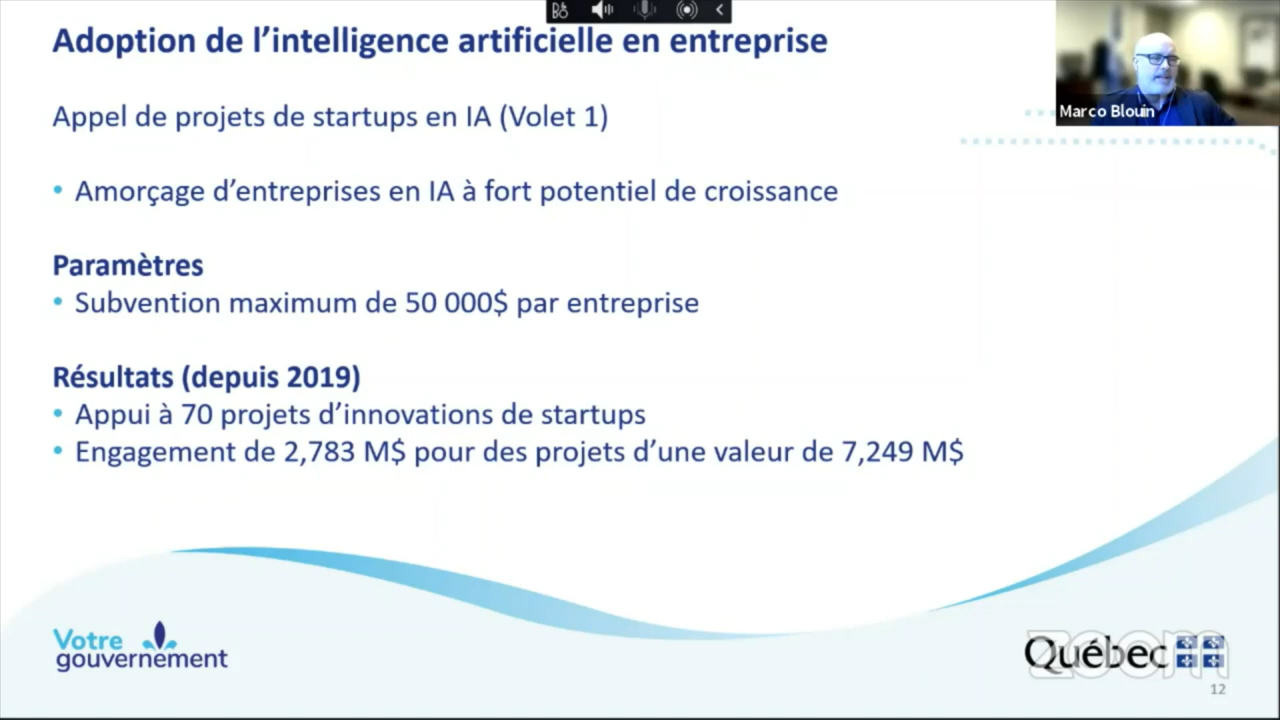 Adoption de l’intelligence artificielle en entreprise
Marco Blouin
Appel de projets de startups en IA (Volet 1)
• Amorçage d’entreprises en IA à fort potentiel de croissance
Paramètres
• Subvention maximum de 50 000$ par entreprise
Résultats (depuis 2019)
• Appui à 70 projets d’innovations de startups
• Engagement de 2,783 M$ pour des projets d’une valeur de 7,249 M$
Votre
gouvernement
Québec
zoom
12